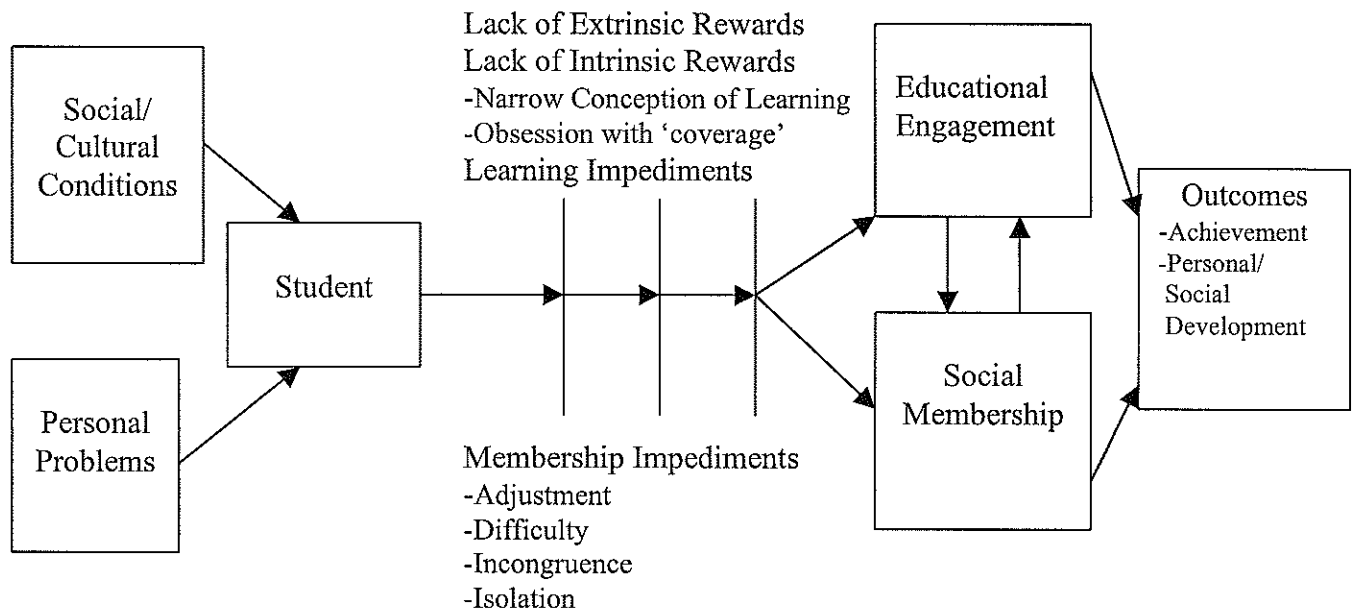 Social/
Cultural
Conditions
Personal
Problems
Student
Lack of Extrinsic Rewards
Lack of Intrinsic Rewards
-Narrow Conception of Learning
-Obsession with ‘coverage’
Learning Impediments
Membership Impediments
-Adjustment
-Difficulty
-Incongruence
-Isolation
Educational
Engagement
Social
Membership
Outcomes
-Achievement
-Personal/
Social
Development